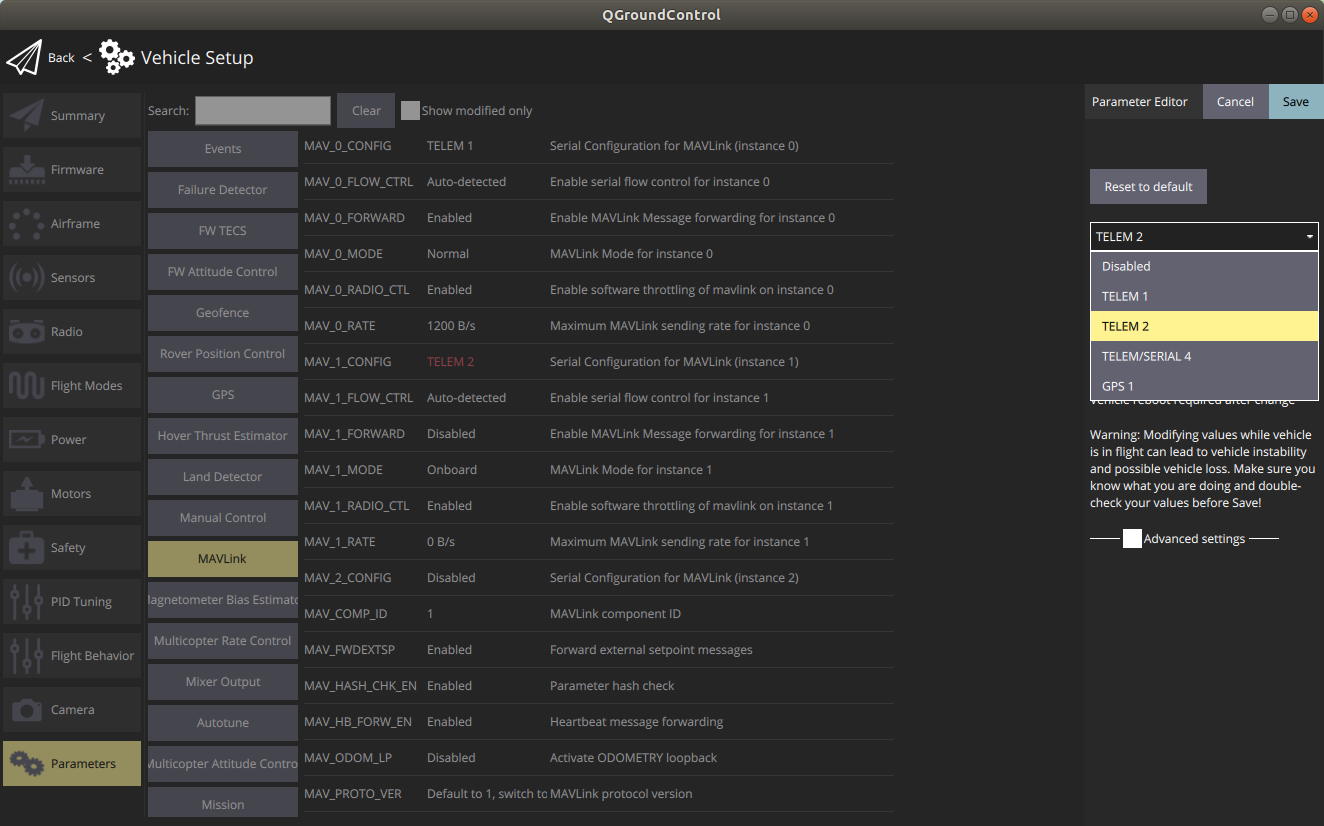 QGroundControl
Back < Vehicle Setup
Summary
Firmware
Airframe
Sensors
Radio
Flight Modes
Power
Motors
Safety
PID Tuning
Flight Behavior
Camera
Parameters
Search: Clear Show modified only
Events
Failure Detector
FW TECS
FW Attitude Control
Geofence
Rover Position Control
GPS
Hover Thrust Estimator
Land Detector
Manual Control
MAVLink
lagnetometer Bias Estimato
Multicopter Rate Control
Mixer Output
Autotune
Multicopter Attitude Contro
Mission
MAV_0_CONFIG TELEM 1 Serial Configuration for MAVLink (instance 0)
MAV_0_FLOW_CTRL Auto-detected Enable serial flow control for instance 0
MAV_0_FORWARD Enabled Enable MAVLink Message forwarding for instance 0
MAV_0_MODE Normal MAVLink Mode for instance 0
MAV_0_RADIO_CTL Enabled Enable software throttling of mavlink on instance 0
MAV_0_RATE 1200 B/s Maximum MAVLink sending rate for instance 0
MAV_1_CONFIG TELEM 2 Serial Configuration for MAVLink (instance 1)
MAV_1_FLOW_CTRL Auto-detected Enable serial flow control for instance 1
MAV_1_FORWARD Disabled Enable MAVLink Message forwarding for instance 1
MAV_1_MODE Onboard MAVLink Mode for instance 1
MAV_1_RADIO_CTL Enabled Enable software throttling of mavlink on instance 1
MAV_1_RATE 0 B/s Maximum MAVLink sending rate for instance 1
MAV_2_CONFIG Disabled Serial Configuration for MAVLink (instance 2)
MAV_COMP_ID 1 MAVLink component ID
MAV_FWDEXTSP Enabled Forward external setpoint messages
MAV_HASH_CHK_EN Enabled Parameter hash check
MAV_HB_FORW_EN Enabled Heartbeat message forwarding
MAV_ODOM_LP Disabled Activate ODOMETRY loopback
MAV_PROTO_VER Default to 1, switch to MAVLink protocol version
Parameter Editor Cancel Save
Reset to default
TELEM 2
Disabled
TELEM 1
TELEM 2
TELEM/SERIAL 4
GPS 1
Vehicle reboot required after change
Warning: Modifying values while vehicle
is in flight can lead to vehicle instability
and possible vehicle loss. Make sure you
know what you are doing and double-
check your values before Save!
Advanced settings